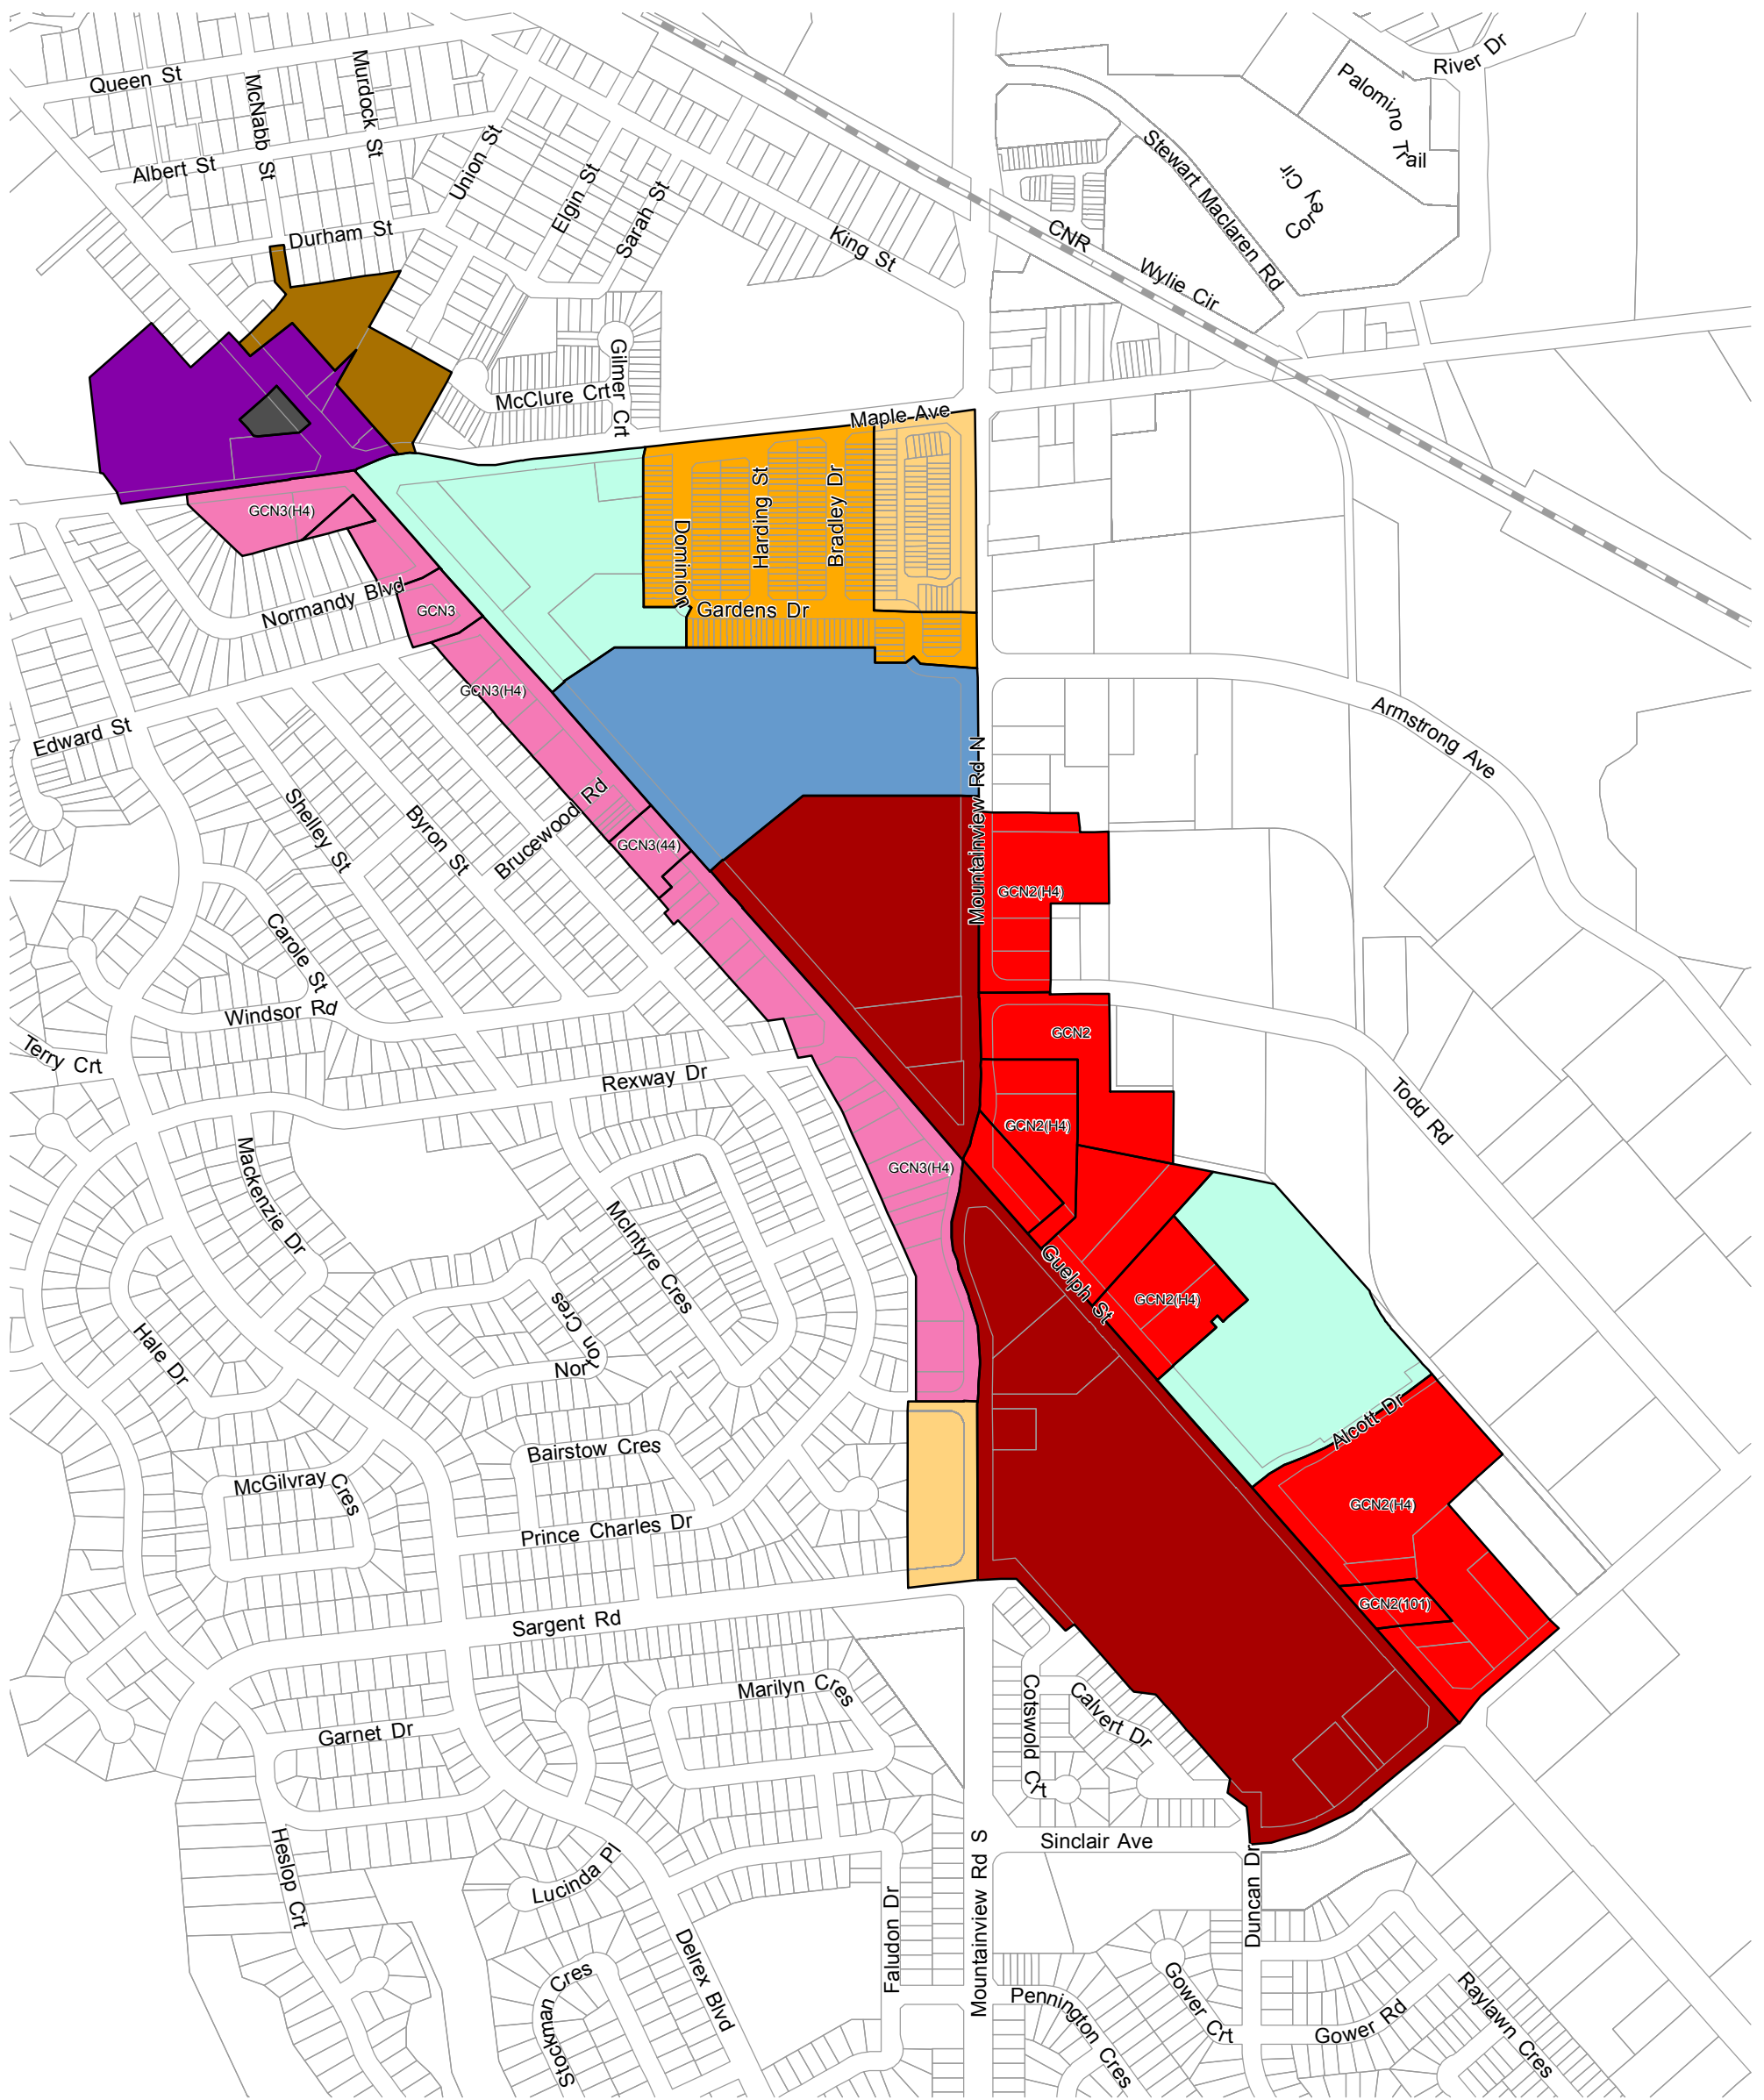 River Dr
Queen St
McNabb St
Murdock St
Palomino Trail
Albert St
Union St
Elgin St
Sarah St
Stewart Maclaren Rd
Corey Cir
Durham St
King St
CNR
Wylie Cir
Gilmer Crt
McClure Crt
Maple Ave
GCN3(H4)
Dominion
Gardens Dr
Harding St
Bradley Dr
Normandy Blvd
GCN3
GCN3(H4)
Edward St
Armstrong Ave
Mountainview Rd N
Shelley St
Byron St
Brucewood Rd
GCN3(44)
GCN2(H4)
Carole St
Windsor Rd
GCN2
Terry Crt
Rexway Dr
Todd Rd
GCN2(H4)
Mackenzie Dr
GCN3(H4)
McIntyre Cres
Guelph St
GCN2(H4)
Hale Dr
Norton Cres
Alcott Dr
Bairstow Cres
McGilvray Cres
GCN2(H4)
Prince Charles Dr
GCN2(101)
Sargent Rd
Marilyn Cres
Cotswold Crt
Calvert Dr
Garnet Dr
Heslop Crt
Lucinda Pl
Mountainview Rd S
Sinclair Ave
Duncan Dr
Faludon Dr
Delrex Blvd
Stockman Cres
Pennington Cres
Gower Crt
Gower Rd
Raylawn Cres